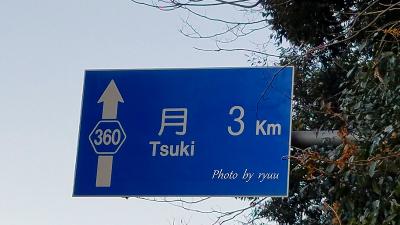 360
月 3 Km
Tsuki
Photo by ryuu